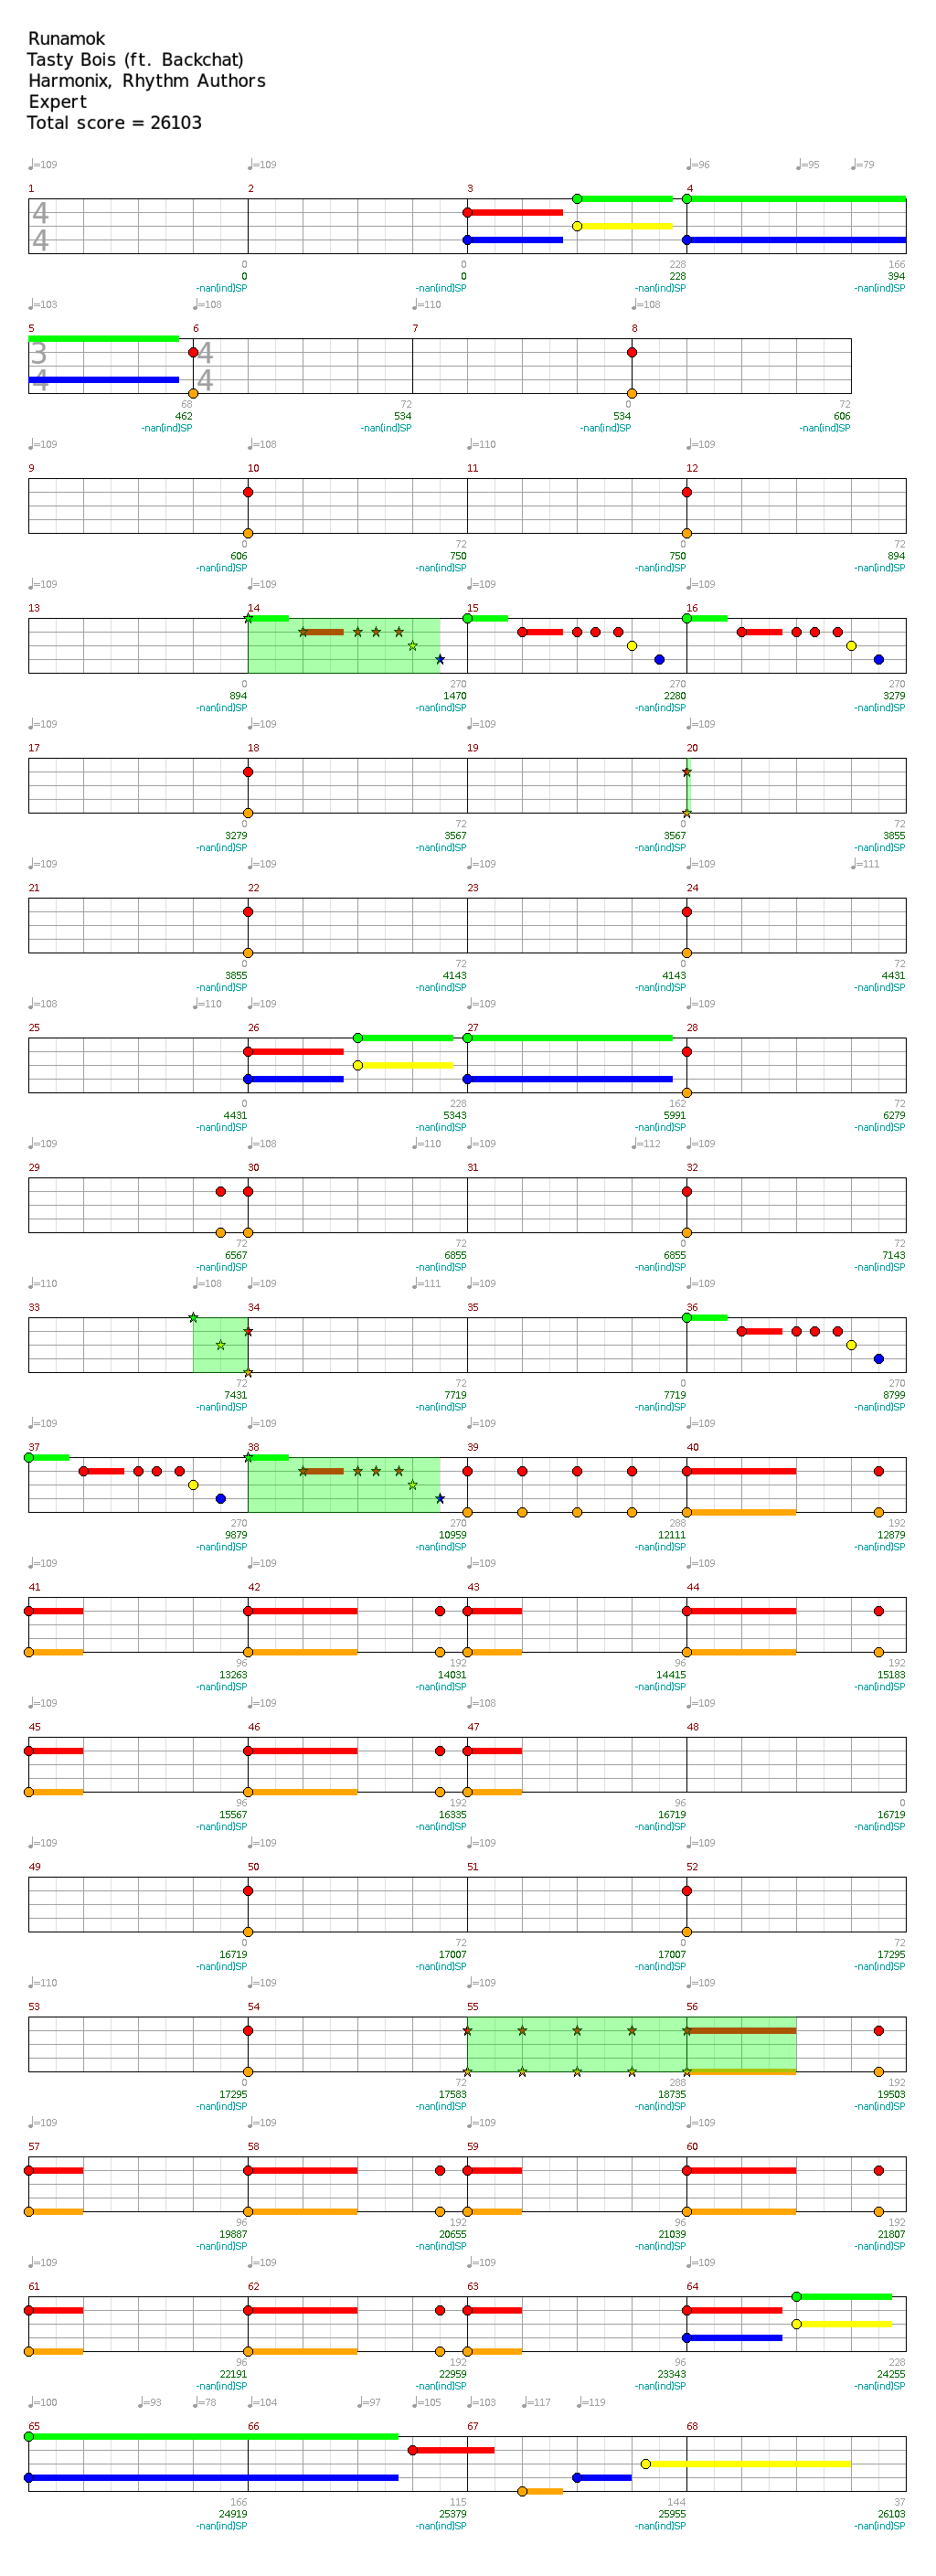 Runamok
Tasty Bois (ft. Backchat)
Harmonix, Rhythm Authors
Expert
Total score = 26103
♩=109 ♩=109 ♩=96 ♩=95 ♩=79
1 2 3 4
4
4
0 0 228 166
0 0 228 394
-nan(ind)SP -nan(ind)SP -nan(ind)SP -nan(ind)SP
♩=103 ♩=108 ♩=110 ♩=108
5 6 7 8
3 4
4 4
68 72 0 72
462 534 534 606
-nan(ind)SP -nan(ind)SP -nan(ind)SP -nan(ind)SP
♩=109 ♩=108 ♩=110 ♩=109
9 10 11 12
0 72 0 72
606 750 750 894
-nan(ind)SP -nan(ind)SP -nan(ind)SP -nan(ind)SP
♩=109 ♩=109 ♩=109 ♩=109
13 14 15 16
0 270 270 270
894 1470 2280 3279
-nan(ind)SP -nan(ind)SP -nan(ind)SP -nan(ind)SP
♩=109 ♩=109 ♩=109 ♩=109
17 18 19 20
0 72 0 72
3279 3567 3567 3855
-nan(ind)SP -nan(ind)SP -nan(ind)SP -nan(ind)SP
♩=109 ♩=109 ♩=109 ♩=109 ♩=111
21 22 23 24
0 72 0 72
3855 4143 4143 4431
-nan(ind)SP -nan(ind)SP -nan(ind)SP -nan(ind)SP
♩=108 ♩=110 ♩=109 ♩=109 ♩=109
25 26 27 28
0 228 162 72
4431 5343 5991 6279
-nan(ind)SP -nan(ind)SP -nan(ind)SP -nan(ind)SP
♩=109 ♩=108 ♩=110 ♩=109 ♩=112 ♩=109
29 30 31 32
72 72 0 72
6567 6855 6855 7143
-nan(ind)SP -nan(ind)SP -nan(ind)SP -nan(ind)SP
♩=110 ♩=108 ♩=109 ♩=111 ♩=109 ♩=109
33 34 35 36
72 72 0 270
7431 7719 7719 8799
-nan(ind)SP -nan(ind)SP -nan(ind)SP -nan(ind)SP
♩=109 ♩=109 ♩=109 ♩=109
37 38 39 40
270 270 288 192
9879 10959 12111 12879
-nan(ind)SP -nan(ind)SP -nan(ind)SP -nan(ind)SP
♩=109 ♩=109 ♩=109 ♩=109
41 42 43 44
96 192 96 192
13263 14031 14415 15183
-nan(ind)SP -nan(ind)SP -nan(ind)SP -nan(ind)SP
♩=109 ♩=109 ♩=108 ♩=109
45 46 47 48
96 192 96 0
15567 16335 16719 16719
-nan(ind)SP -nan(ind)SP -nan(ind)SP -nan(ind)SP
♩=109 ♩=109 ♩=109 ♩=109
49 50 51 52
0 72 0 72
16719 17007 17007 17295
-nan(ind)SP -nan(ind)SP -nan(ind)SP -nan(ind)SP
♩=110 ♩=109 ♩=109 ♩=109
53 54 55 56
0 72 288 192
17295 17583 18735 19503
-nan(ind)SP -nan(ind)SP -nan(ind)SP -nan(ind)SP
♩=109 ♩=109 ♩=109 ♩=109
57 58 59 60
96 192 96 192
19887 20655 21039 21807
-nan(ind)SP -nan(ind)SP -nan(ind)SP -nan(ind)SP
♩=109 ♩=109 ♩=109 ♩=109
61 62 63 64
96 192 96 228
22191 22959 23343 24255
-nan(ind)SP -nan(ind)SP -nan(ind)SP -nan(ind)SP
♩=100 ♩=93 ♩=78 ♩=104 ♩=97 ♩=105 ♩=103 ♩=117 ♩=119
65 66 67 68
166 115 144 37
24919 25379 25955 26103
-nan(ind)SP -nan(ind)SP -nan(ind)SP -nan(ind)SP